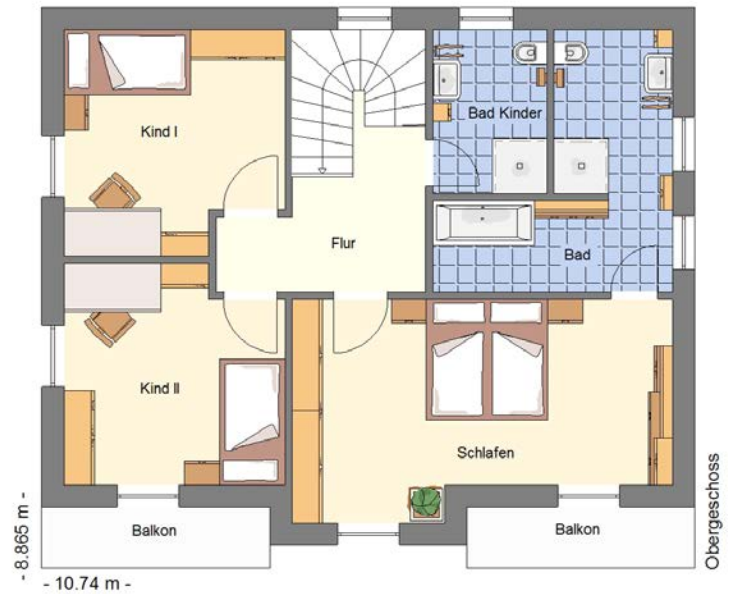 Kind I
Bad Kinder
Flur
Bad
Kind II
Schlafen
Balkon
Balkon
Obergeschoss
- 8.865 m -
- 10.74 m -